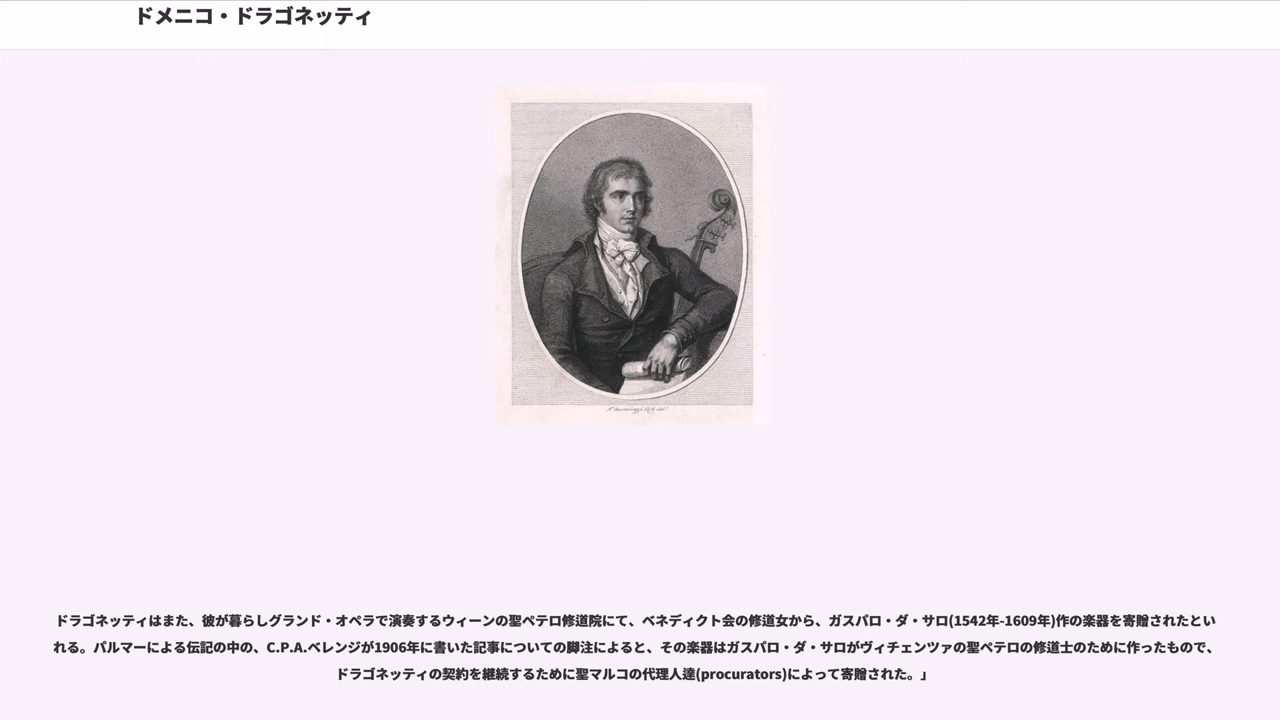 ドメニコ・ドラゴネッティ
ドラゴネッティはまた、彼が暮らしグランド・オペラで演奏するウィーンの聖ペテロ修道院にて、ベネディクト会の修道女から、ガスパロ・ダ・サロ(1542年-1609年)作の楽器を寄贈されたとい
れる。パルマーによる伝記の中の、C.P.A.ベレンジが1906年に書いた記事についての脚注によると、その楽器はガスパロ・ダ・サロがヴィチェンツァの聖ペテロの修道士のために作ったもので、
ドラゴネッティの契約を継続するために聖マルコの代理人達(procurators)によって寄贈された。」